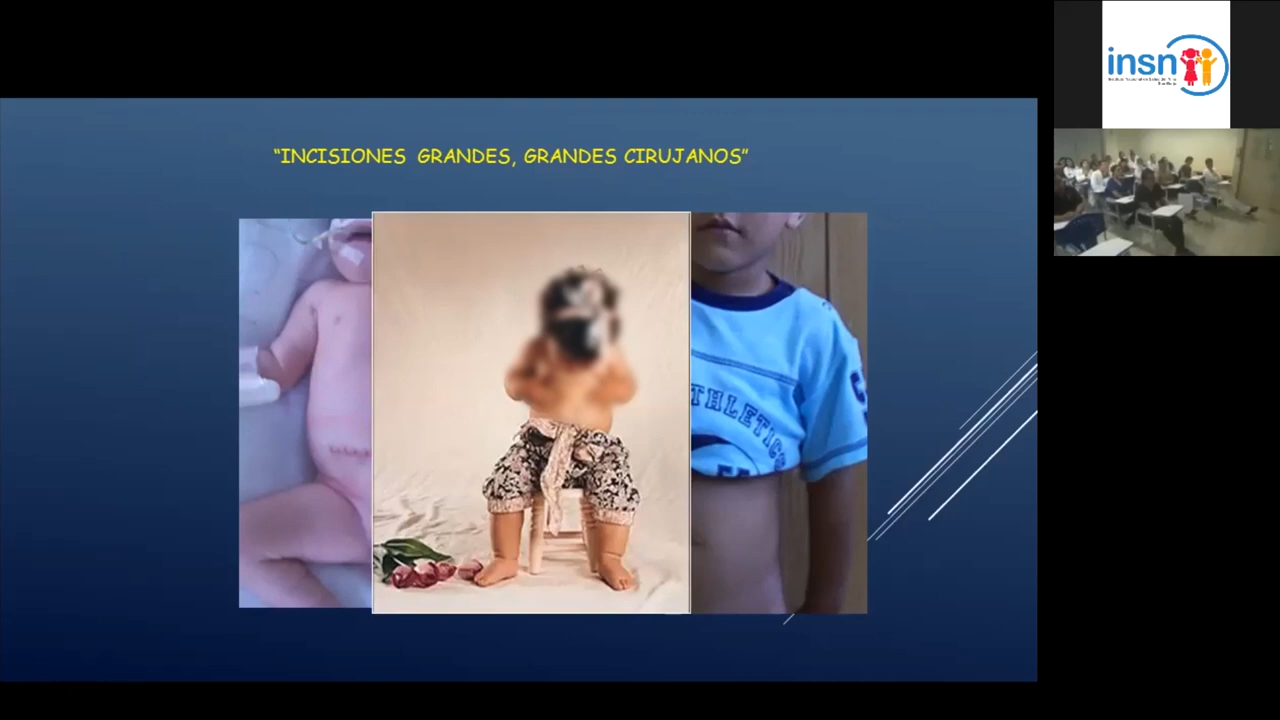 “INCISIONES GRANDES, GRANDES CIRUJANOS”
insn
THLETIC